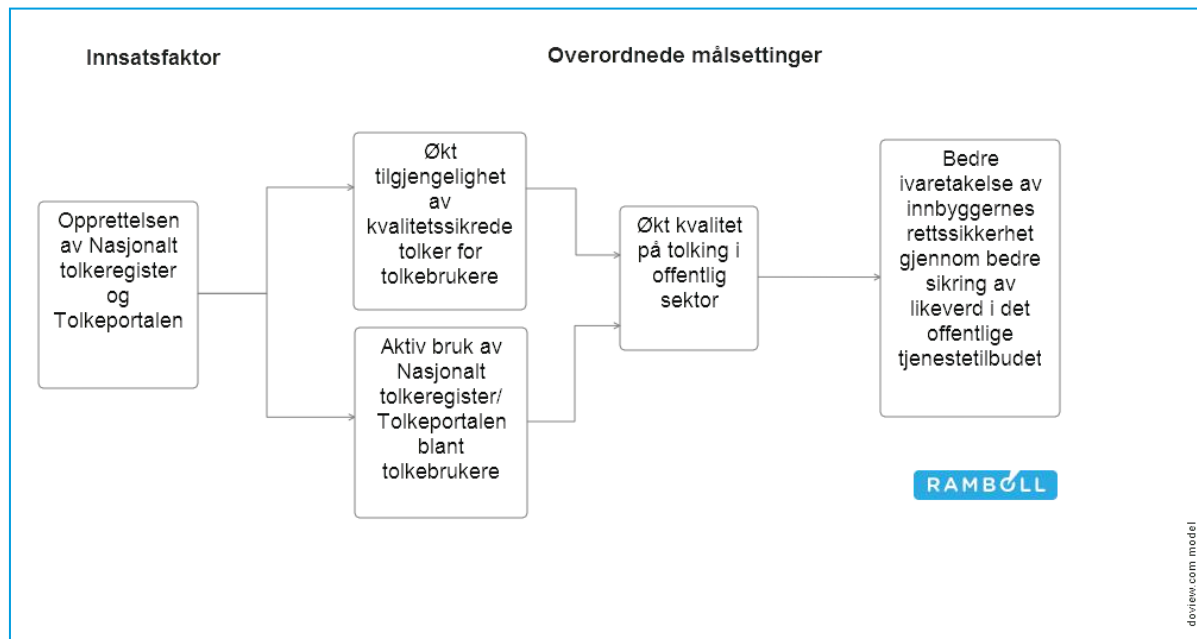 Innsatsfaktor
Overordnede målsettinger
Opprettelsen
av Nasjonalt
tolkeregister
og
Tolkeportalen
Økt
tilgjengelighet
av
kvalitetssikrede
tolker for
tolkebrukere
Aktiv bruk av
Nasjonalt
tolkeregister/
Tolkeportalen
blant
tolkebrukere
Økt kvalitet
på tolking i
offentlig
sektor
Bedre
ivaretakelse av
innbyggernes
rettssikkerhet
gjennom bedre
sikring av
likeverd i det
offentlige
tjenestetilbudet
RAMBOLL
doview.com model